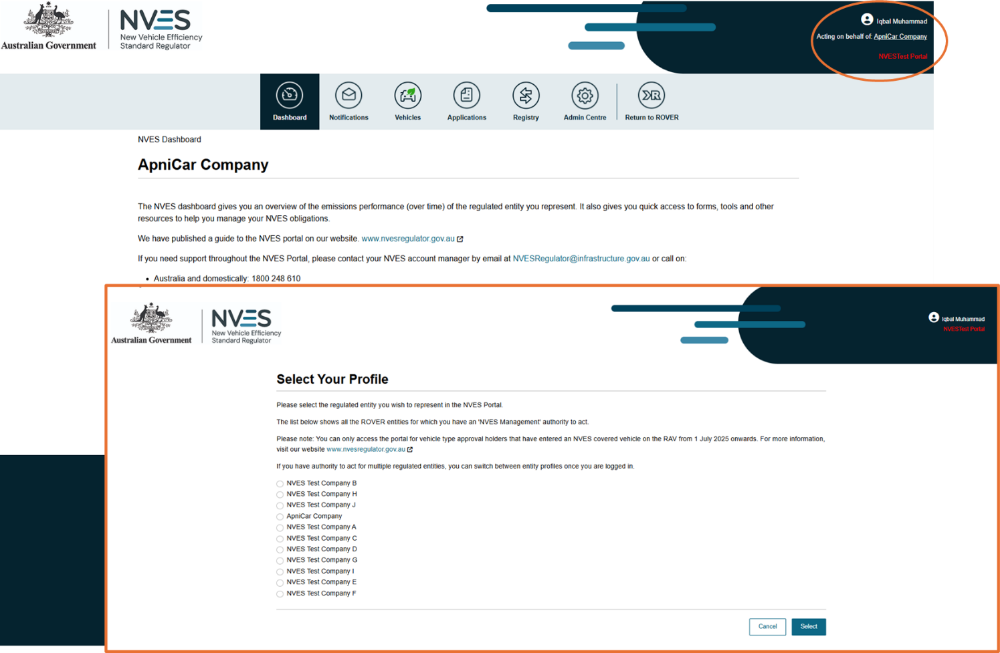 Australian Government
NVES
New Vehicle Efficiency
Standard Regulator
Iqbal Muhammad
Acting on behalf of: ApniCar Company
NVESTest Portal
Dashboard
Notifications
Vehicles
Applications
Registry
Admin Centre
Return to ROVER
NVES Dashboard
ApniCar Company
The NVES dashboard gives you an overview of the emissions performance (over time) of the regulated entity you represent. It also gives you quick access to forms, tools and other
resources to help you manage your NVES obligations.
We have published a guide to the NVES portal on our website. www.nvesregulator.gov.au
If you need support throughout the NVES Portal, please contact your NVES account manager by email at NVESRegulator@infrastructure.gov.au or call on:
• Australia and domestically: 1800 248 610
Australian Government
NVES
New Vehicle Efficiency
Standard Regulator
Iqbal Muhammad
NVESTest Portal
Select Your Profile
Please select the regulated entity you wish to represent in the NVES Portal.
The list below shows all the ROVER entities for which you have an 'NVES Management' authority to act.
Please note: You can only access the portal for vehicle type approval holders that have entered an NVES covered vehicle on the RAV from 1 July 2025 onwards. For more information,
visit our website www.nvesregulator.gov.au
If you have authority to act for multiple regulated entities, you can switch between entity profiles once you are logged in.
NVES Test Company B
NVES Test Company H
NVES Test Company J
ApniCar Company
NVES Test Company A
NVES Test Company C
NVES Test Company D
NVES Test Company G
NVES Test Company I
NVES Test Company E
NVES Test Company F
Cancel
Select